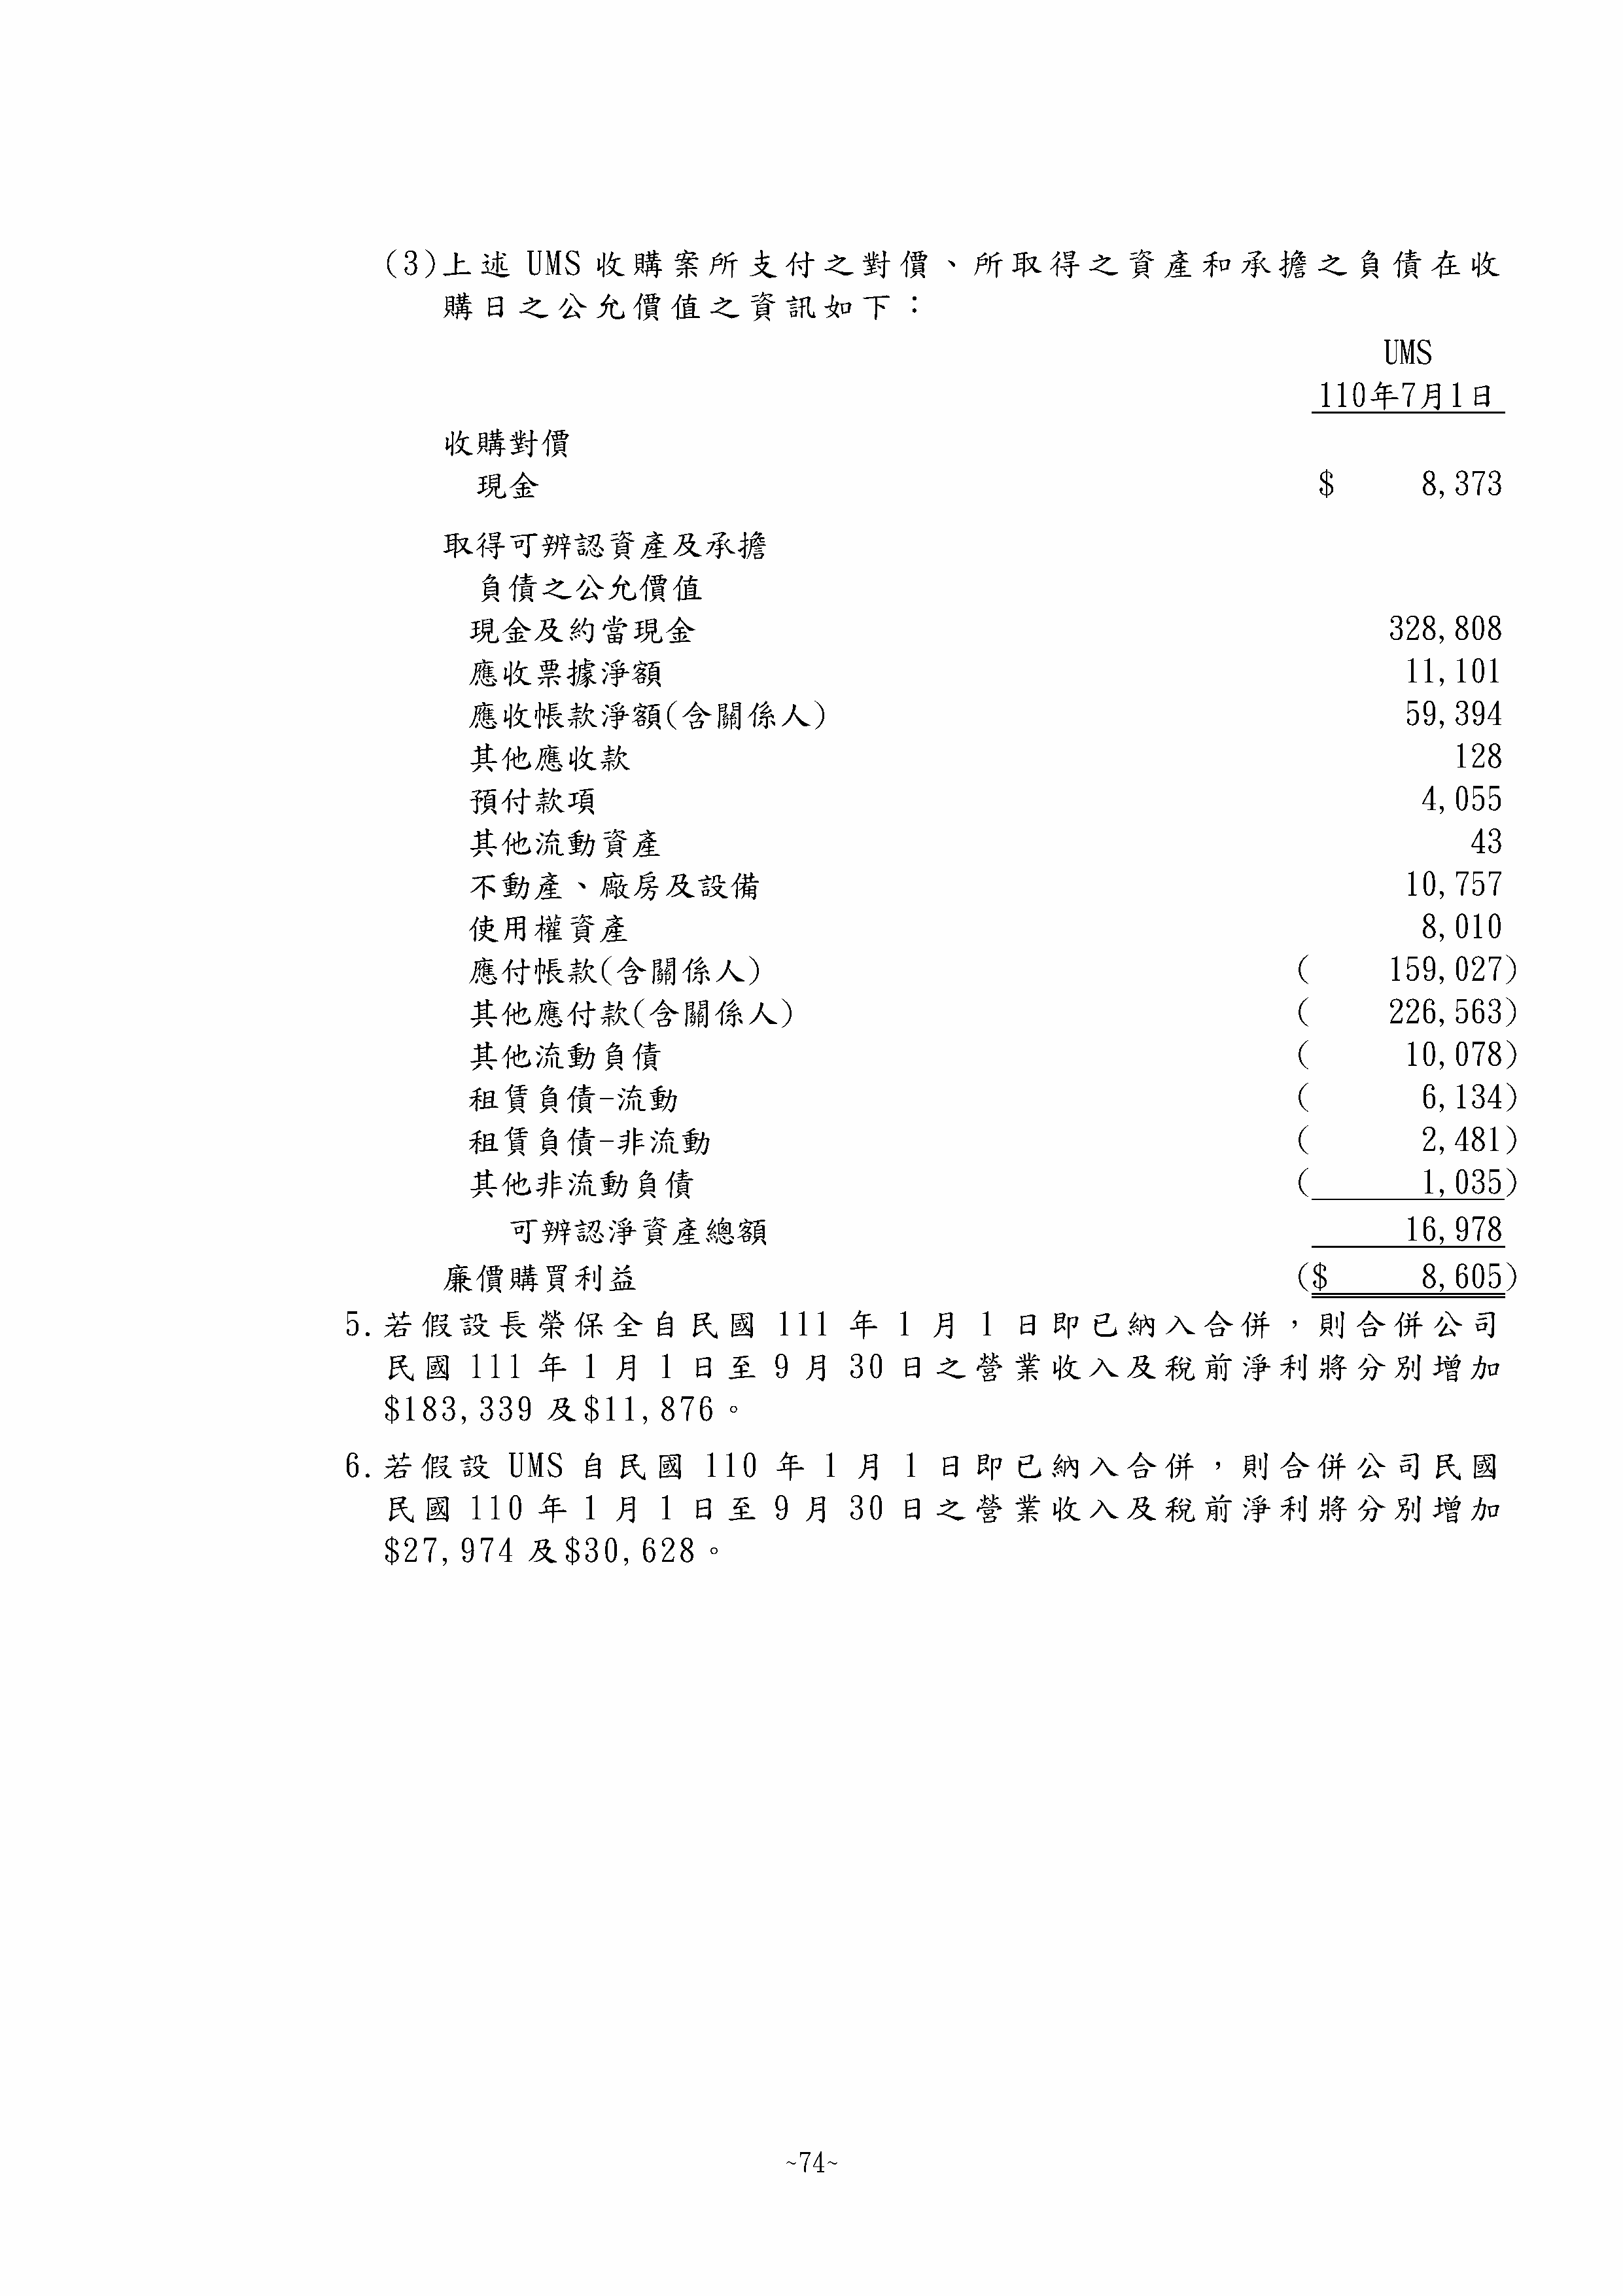 (3)上述 UMS 收購案所支付之對價、所取得之資產和承擔之負債在收
購日之公允價值之資訊如下：
UMS
110年7月1日
收購對價
現金 $ 8,373
取得可辨認資產及承擔
負債之公允價值
現金及約當現金 328,808
應收票據淨額 11,101
應收帳款淨額(含關係人) 59,394
其他應收款 128
預付款項 4,055
其他流動資產 43
不動產、廠房及設備 10,757
使用權資產 8,010
應付帳款(含關係人) ( 159,027)
其他應付款(含關係人) ( 226,563)
其他流動負債 ( 10,078)
租賃負債-流動 ( 6,134)
租賃負債-非流動 ( 2,481)
其他非流動負債 ( 1,035)
可辨認淨資產總額 16,978
廉價購買利益 ($ 8,605)
5.若假設長榮保全自民國 111 年 1 月 1 日即已納入合併，則合併公司
民國 111 年 1 月 1 日至 9 月 30 日之營業收入及稅前淨利將分別增加
$183,339 及$11,876。
6.若假設 UMS 自民國 110 年 1 月 1 日即已納入合併，則合併公司民國
民國 110 年 1 月 1 日至 9 月 30 日之營業收入及稅前淨利將分別增加
$27,974 及$30,628。
~74~